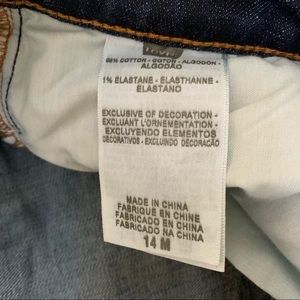 COTTON - COTON - ALGODÓN -
ALGODÃO
1% ELASTANE - ELASTHANNE -
ELASTANO
EXCLUSIVE OF DECORATION -
EXCLUANT L'ORNEMENTATION -
EXCLUYENDO ELEMENTOS
DECORATIVOS - EXCLUINDO DECORAÇÃO
MADE IN CHINA
FABRIQUE EN CHINE
FABRICADO EN CHINA
FABRICADO NA CHINA
14 M